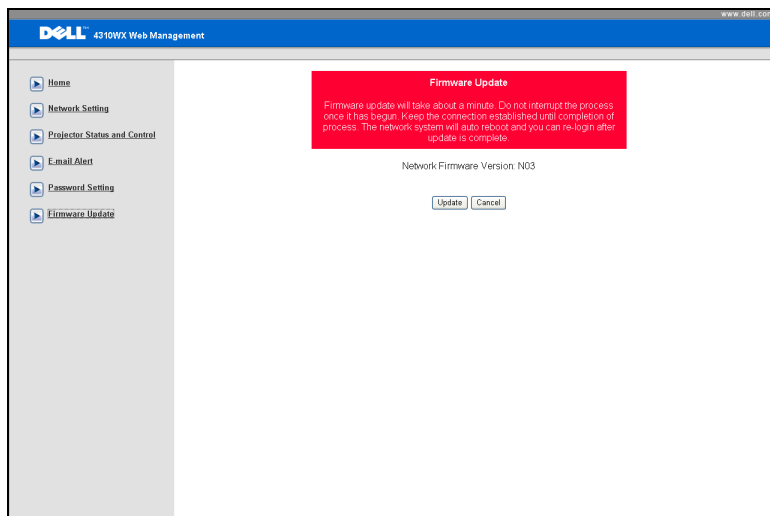 www.dell.com
DELL™ 4310WX Web Management
Home
Network Setting
Projector Status and Control
E-mail Alert
Password Setting
Firmware Update
Firmware Update
Firmware update will take about a minute. Do not interrupt the process
once it has begun. Keep the connection established until completion of
process. The network system will auto reboot and you can re-login after
update is complete.
Network Firmware Version: N03
Update Cancel